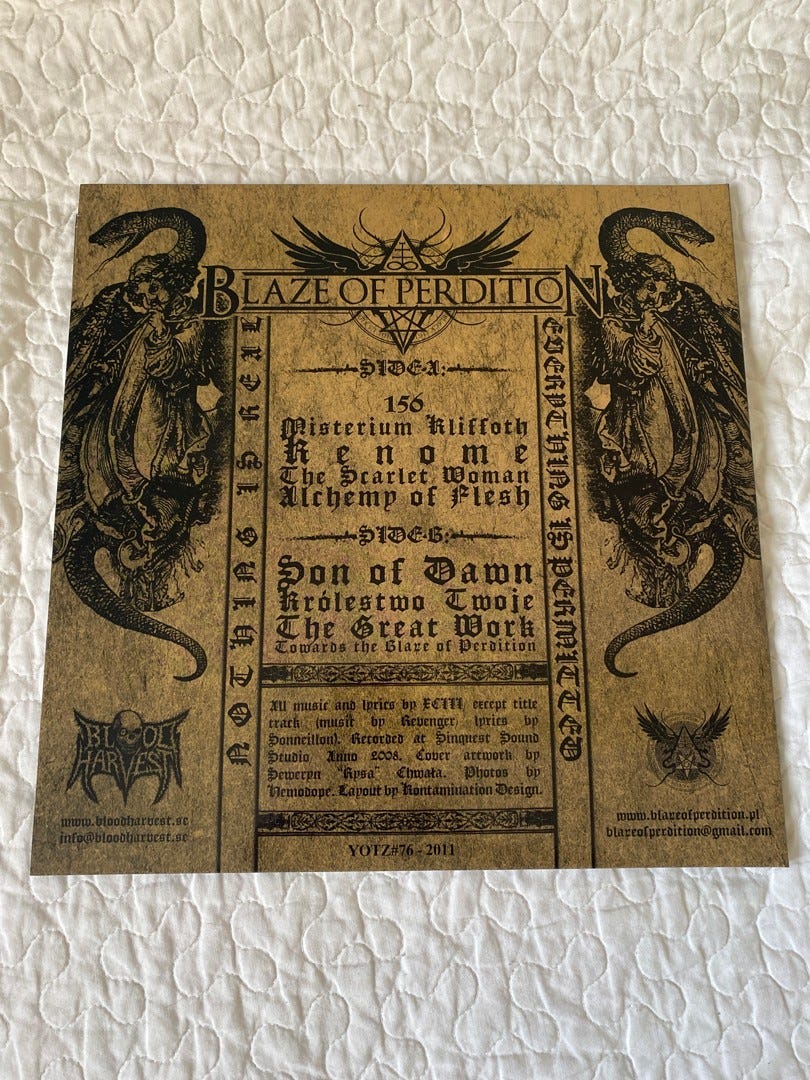 BLAZE OF PERDITION
NOTHING IS REAL
EVERYTHING IS PERMITTED
SIDE-A:
156
Misterium Kliffoth
Renome
The Scarlet Woman
Alchemy of Flesh
SIDE-B:
Son of Dawn
Królestwo Twoje
The Great Work
Towards the Blaze of Perdition
All music and lyrics by XCIII, except title
track (music by Revenger, lyrics by
Sonneillon). Recorded at Sinquest Sound
Studio Anno 2008. Cover artwork by
Seweryn "Rysa" Chwała. Photos by
Hemodope. Layout by Kontamination Design.
YOTZ#76 - 2011
BLOOD
HARVEST
www.bloodharvest.se
info@bloodharvest.se
www.blazeofperdition.pl
blazeofperdition@gmail.com